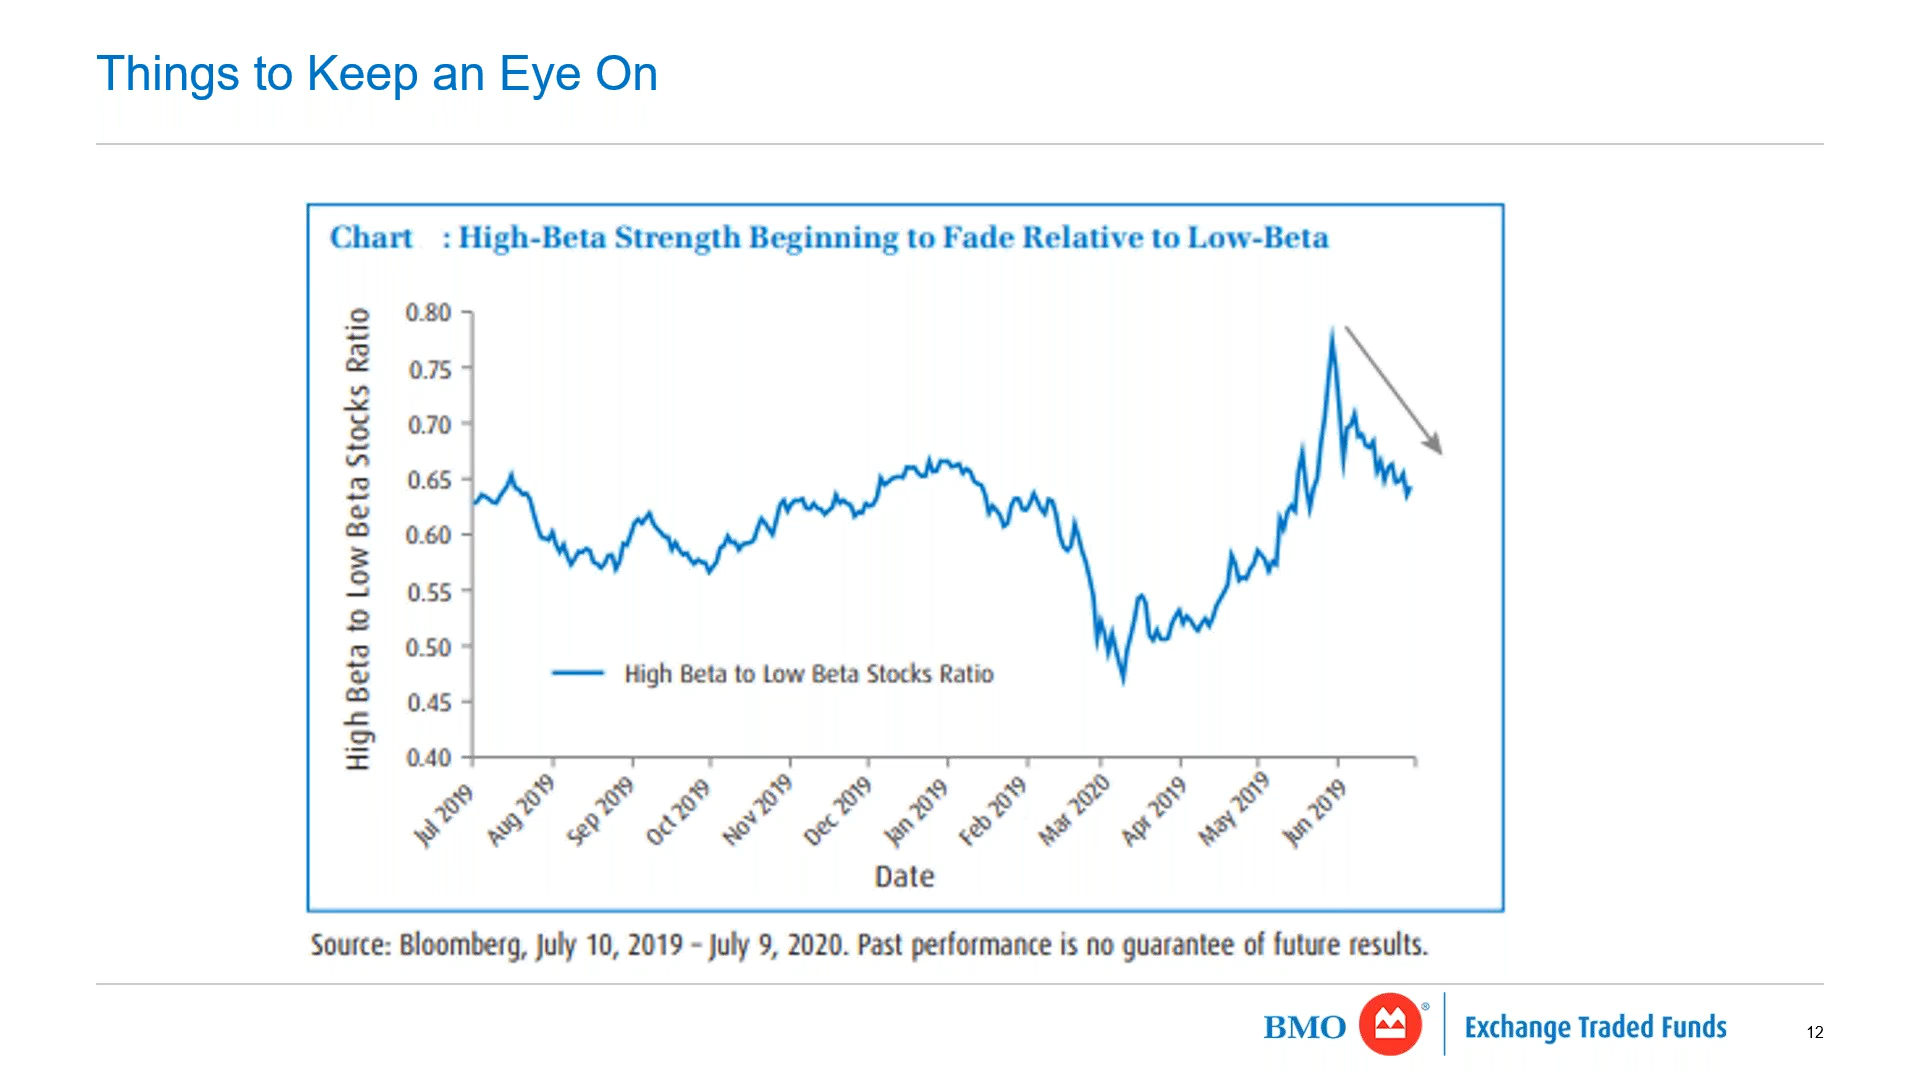 Things to Keep an Eye On
Chart : High-Beta Strength Beginning to Fade Relative to Low-Beta
High Beta to Low Beta Stocks Ratio
0.80
0.75
0.70
0.65
0.60
0.55
0.50
0.45
0.40
High Beta to Low Beta Stocks Ratio
Jul 2019
Aug 2019
Sep 2019
Oct 2019
Nov 2019
Dec 2019
Jan 2019
Feb 2019
Mar 2020
Apr 2019
May 2019
Jun 2019
Date
Source: Bloomberg, July 10, 2019 – July 9, 2020. Past performance is no guarantee of future results.
BMO ® Exchange Traded Funds
12